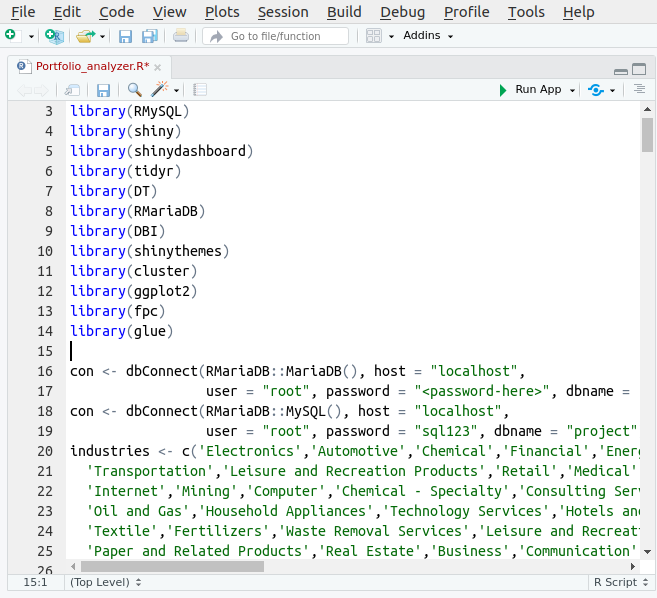 File Edit Code View Plots Session Build Debug Profile Tools Help
Go to file/function Addins
Portfolio_analyzer.R*
Run App
3 library(RMySQL)
4 library(shiny)
5 library(shinydashboard)
6 library(tidyr)
7 library(DT)
8 library(RMariaDB)
9 library(DBI)
10 library(shinythemes)
11 library(cluster)
12 library(ggplot2)
13 library(fpc)
14 library(glue)
15
16 con <- dbConnect(RMariaDB::MariaDB(), host = "localhost",
17 user = "root", password = "<password-here>", dbname =
18 con <- dbConnect(RMariaDB::MySQL(), host = "localhost",
19 user = "root", password = "sql123", dbname = "project"
20 industries <- c('Electronics','Automotive','Chemical','Financial','Ener
21 'Transportation','Leisure and Recreation Products','Retail','Medical'
22 'Internet','Mining','Computer','Chemical - Specialty','Consulting Ser
23 'Oil and Gas','Household Appliances','Technology Services','Hotels an
24 'Textile','Fertilizers','Waste Removal Services','Leisure and Recreat
25 'Paper and Related Products','Real Estate','Business','Communication'
26
15:1 (Top Level) R Script